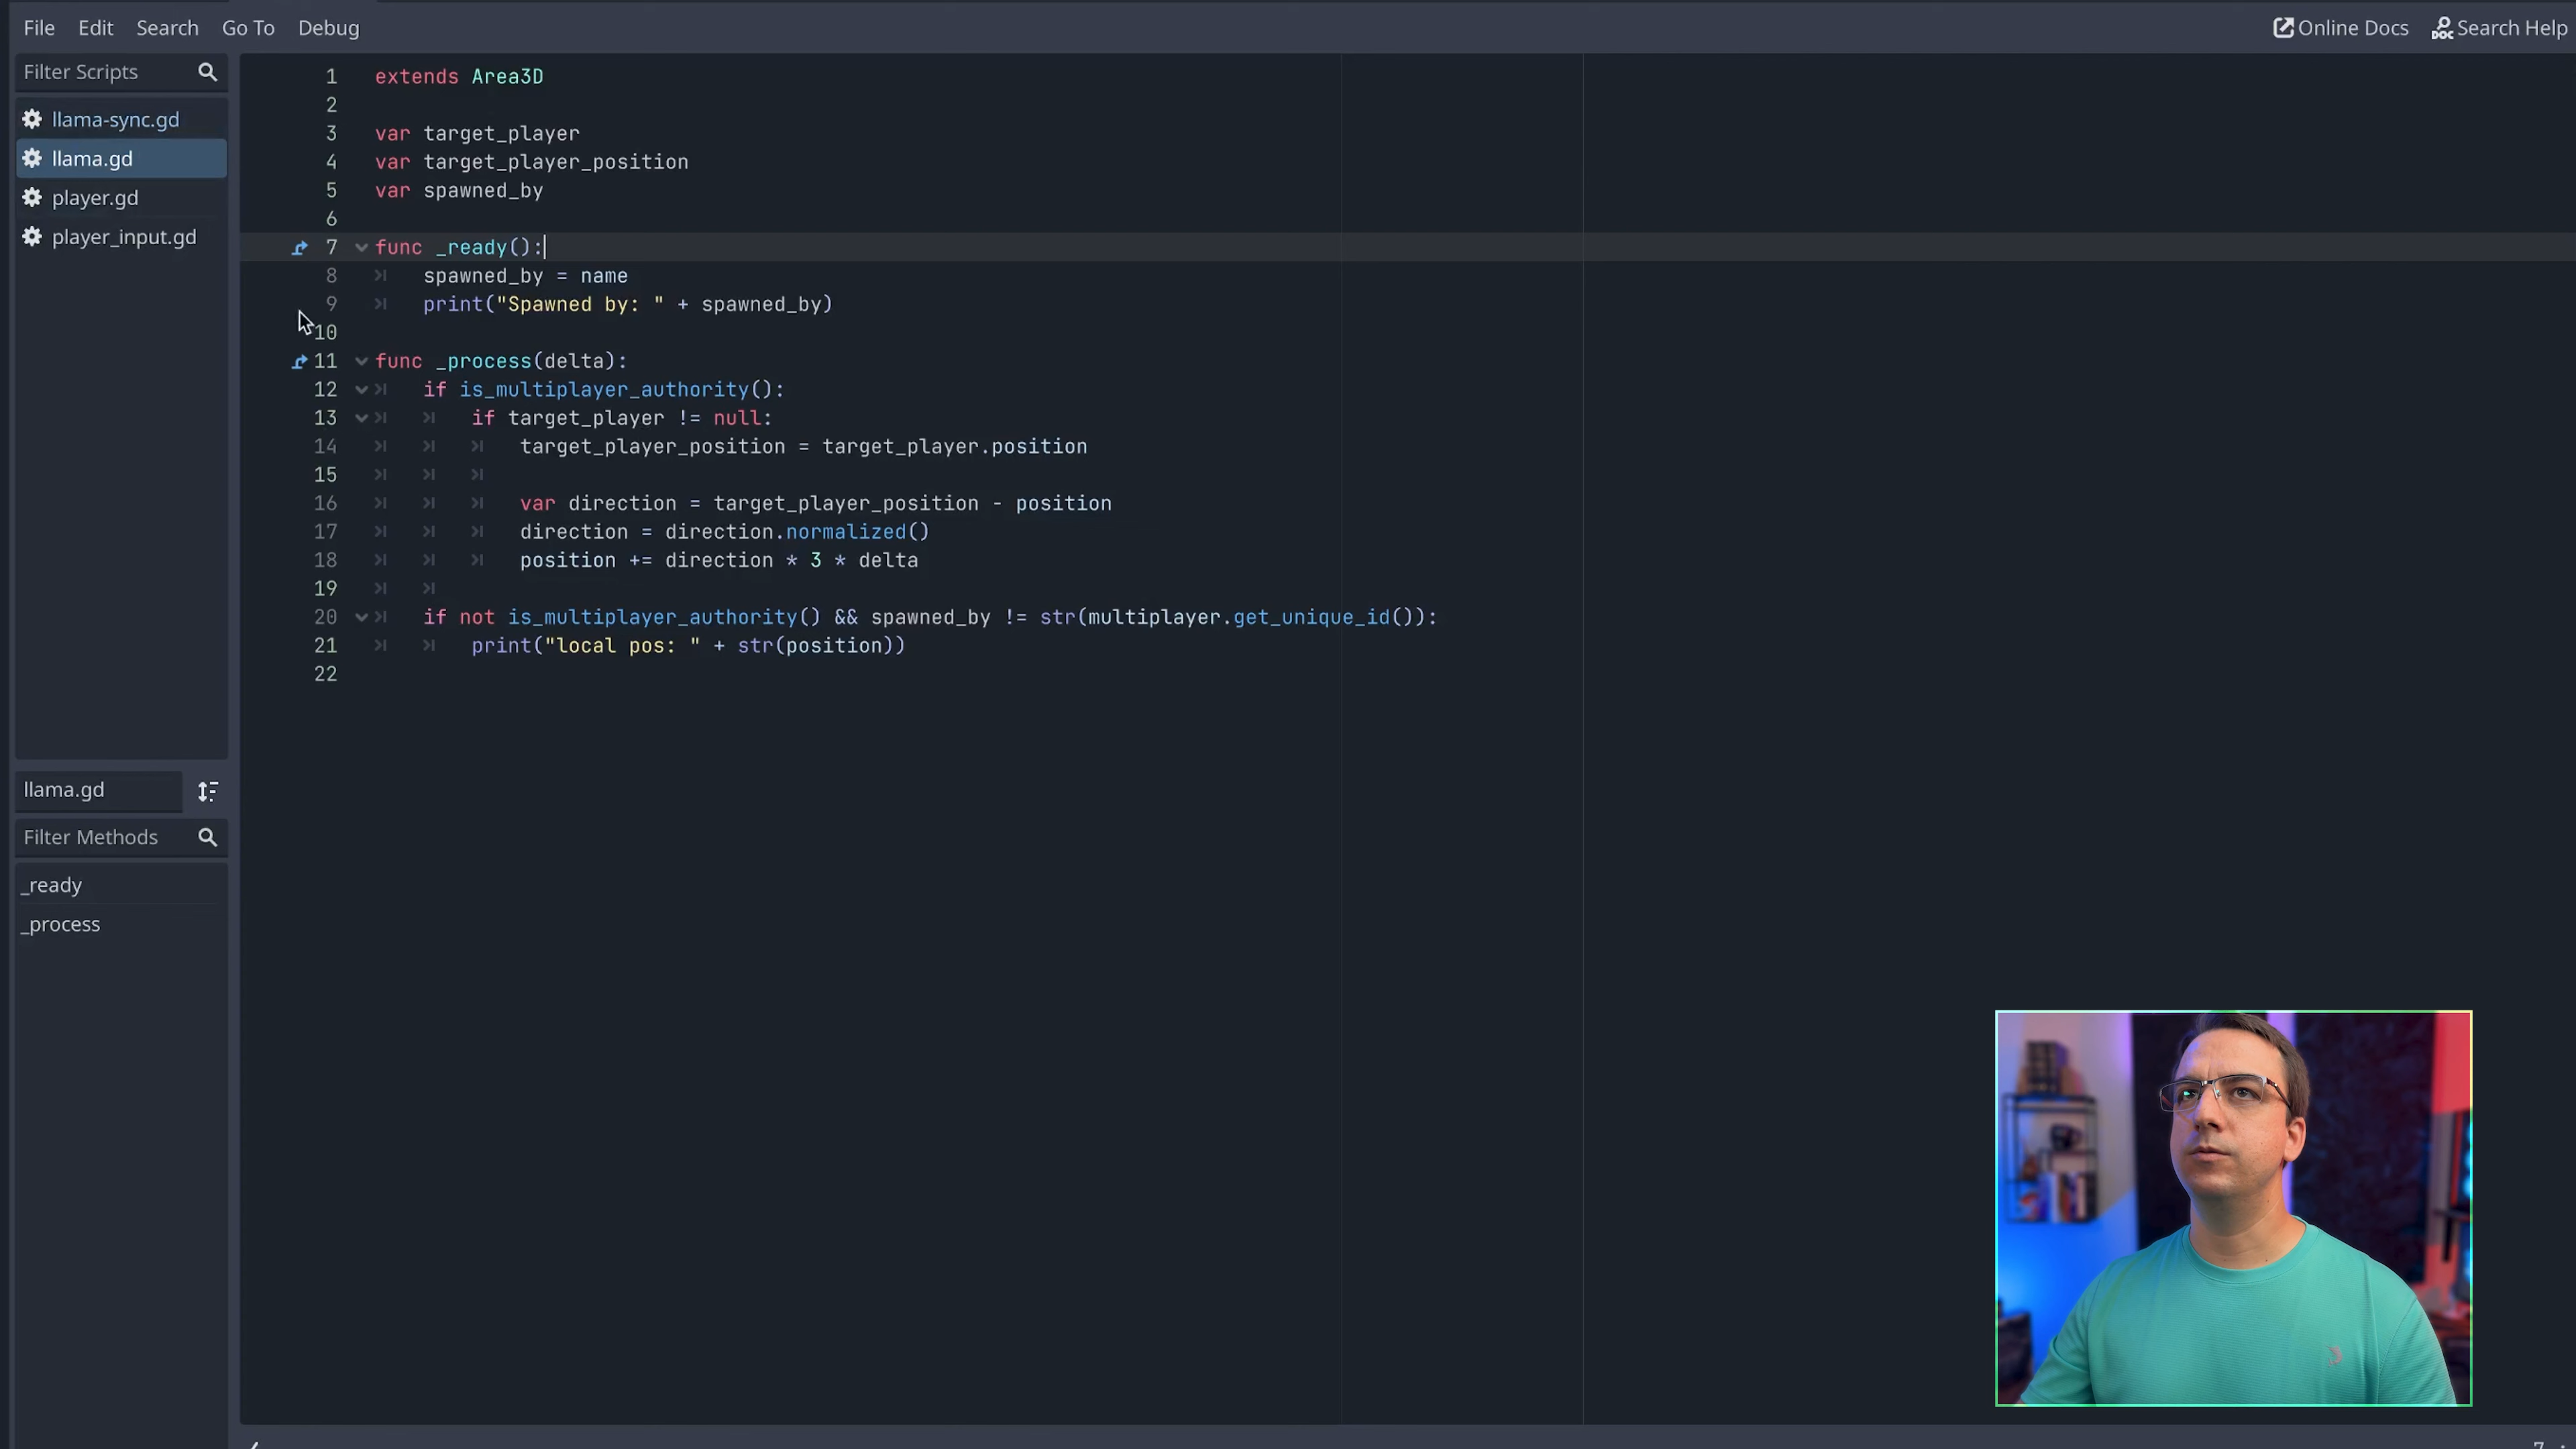 File Edit Search Go To Debug
Online Docs Search Help
Filter Scripts
llama-sync.gd
llama.gd
player.gd
player_input.gd
llama.gd
Filter Methods
_ready
_process
1 extends Area3D
2
3 var target_player
4 var target_player_position
5 var spawned_by
6
7 func _ready():
8 spawned_by = name
9 print("Spawned by: " + spawned_by)
10
11 func _process(delta):
12 if is_multiplayer_authority():
13 if target_player != null:
14 target_player_position = target_player.position
15
16 var direction = target_player_position - position
17 direction = direction.normalized()
18 position += direction * 3 * delta
19
20 if not is_multiplayer_authority() && spawned_by != str(multiplayer.get_unique_id()):
21 print("local pos: " + str(position))
22